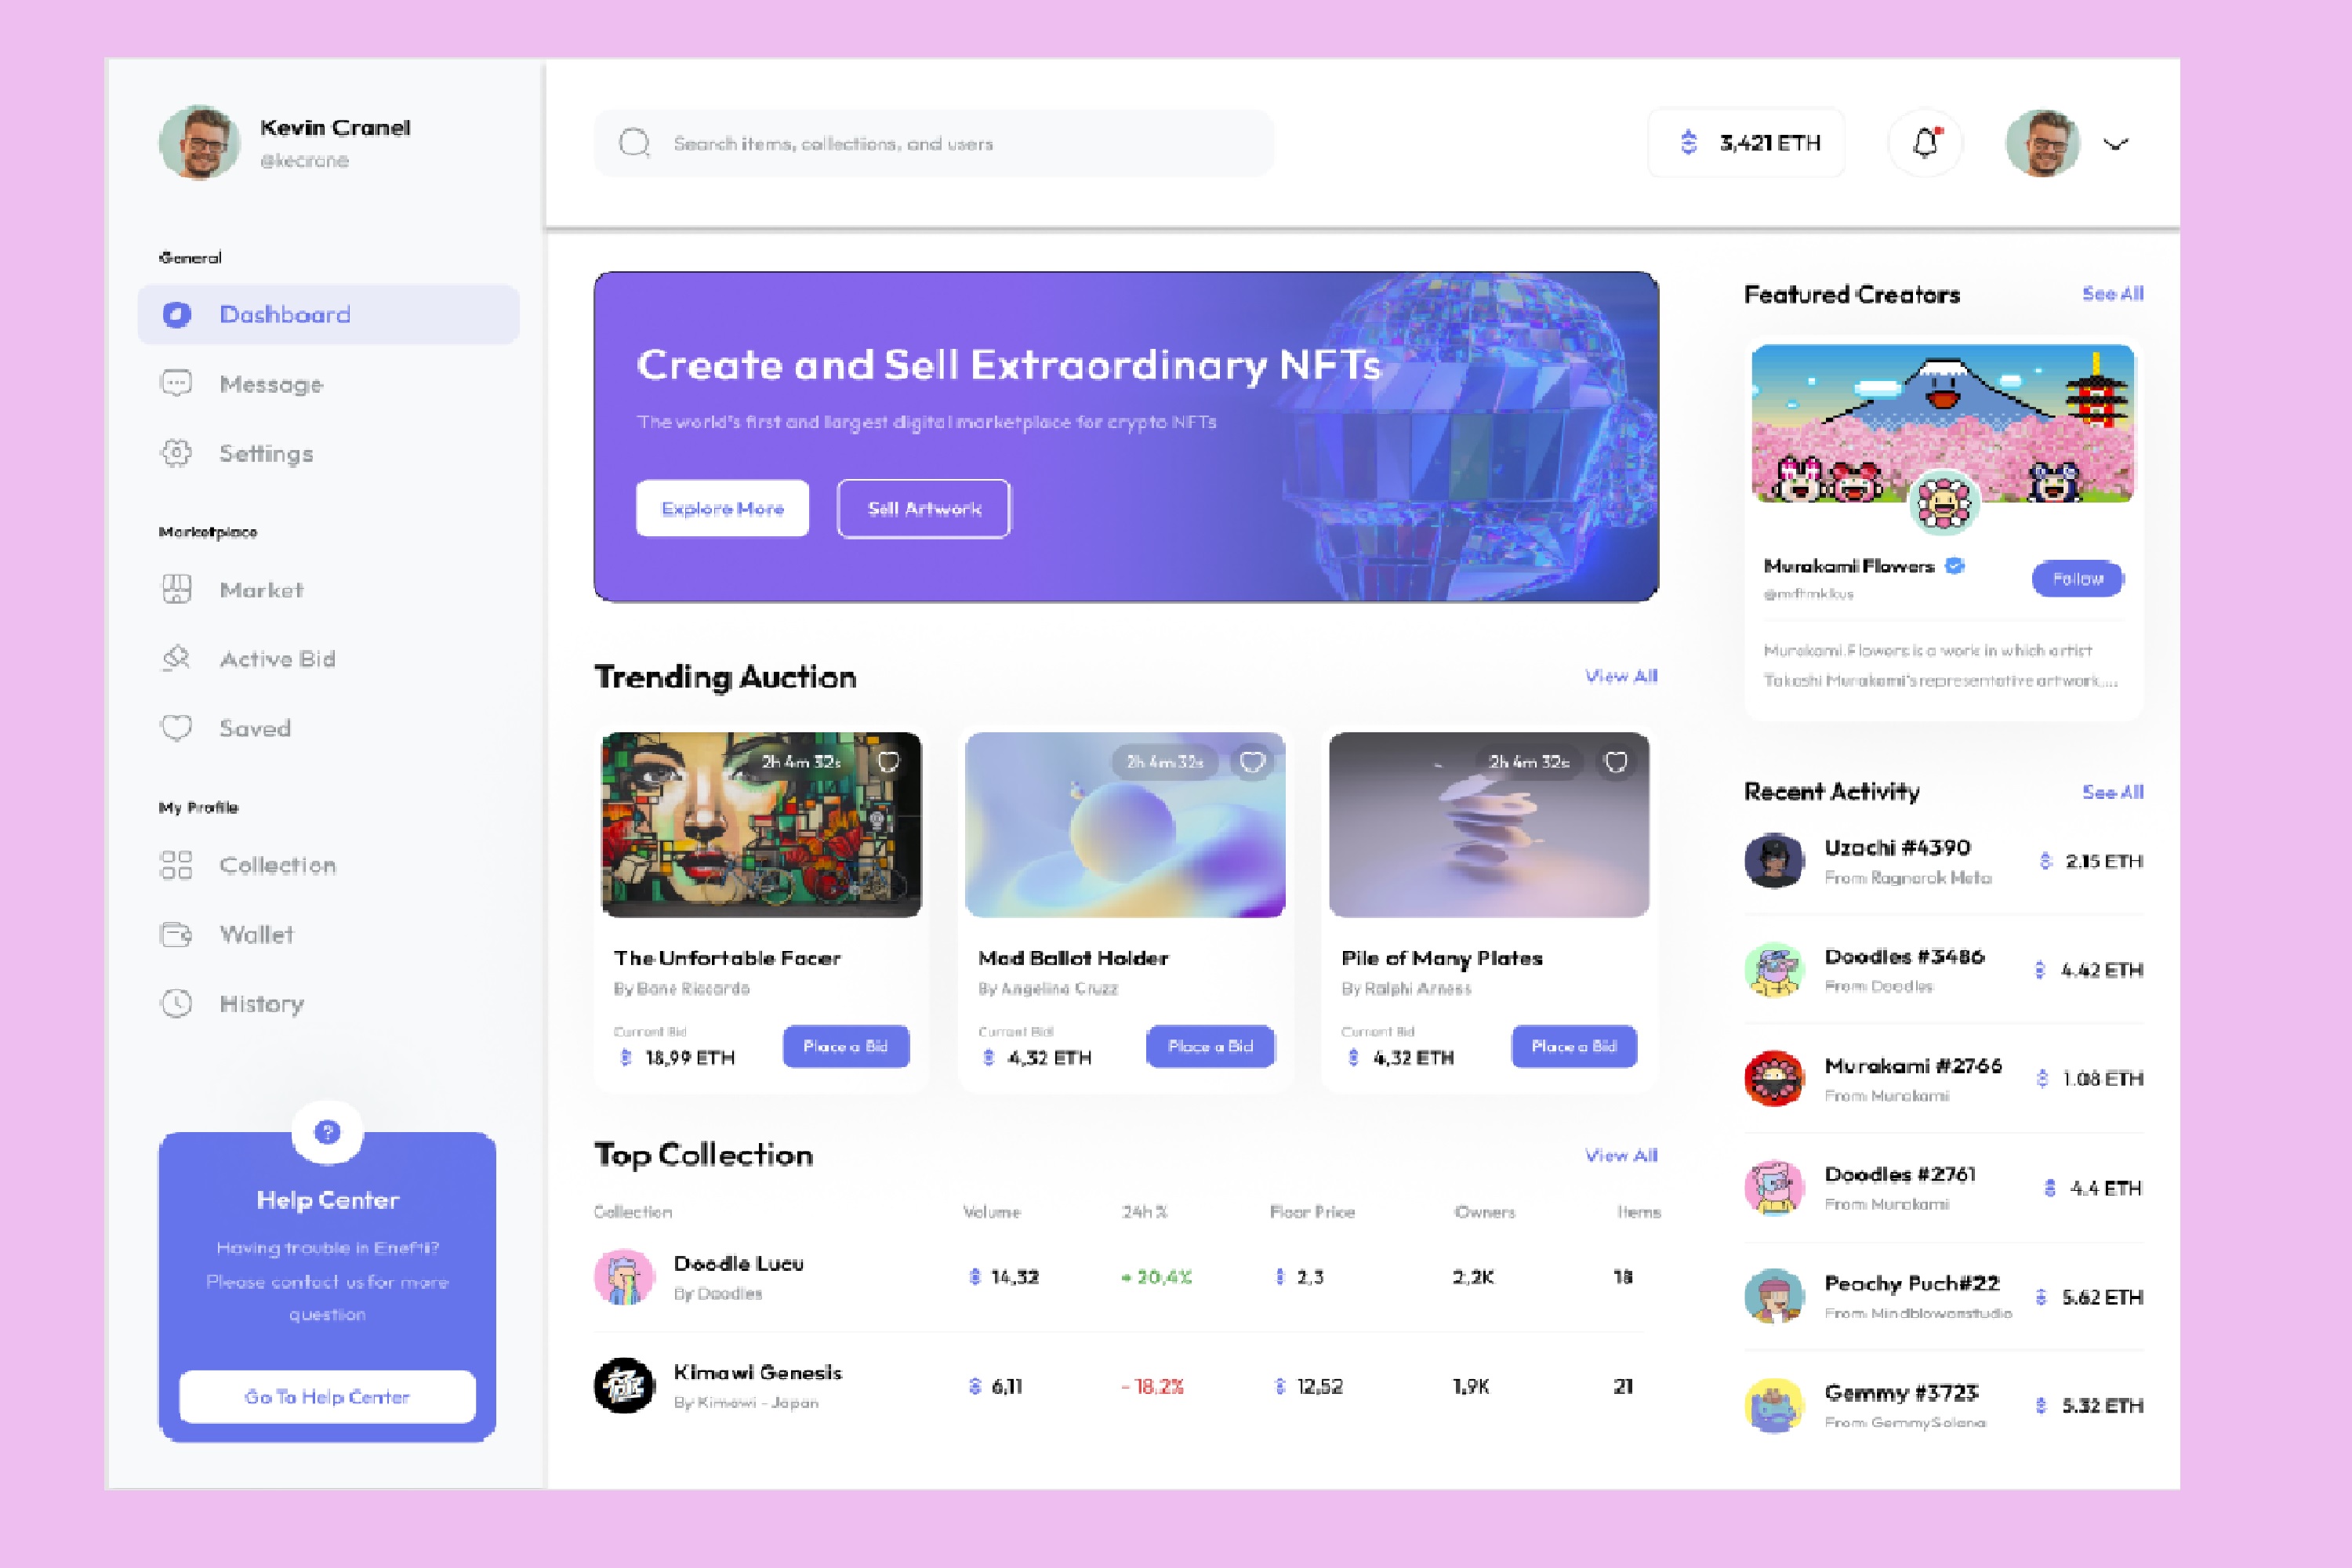 Kevin Cranel
@kecrane
General
Dashboard
Message
Settings
Marketplace
Market
Active Bid
Saved
My Profile
Collection
Wallet
History
?
Help Center
Having trouble in Enefti?
Please contact us for more
question
Go To Help Center
Search items, collections, and users
3,421 ETH
Create and Sell Extraordinary NFTs
The world's first and largest digital marketplace for crypto NFTs
Explore More
Sell Artwork
Trending Auction
View All
2h 4m 32s
The Unfortable Facer
By Bane Riccardo
Current Bid
18,99 ETH
Place a Bid
2h 4m 32s
Mad Ballot Holder
By Angelina Cruzz
Current Bid
4,32 ETH
Place a Bid
2h 4m 32s
Pile of Many Plates
By Ralphi Arness
Current Bid
4,32 ETH
Place a Bid
Top Collection
View All
Collection Volume 24h % Floor Price Owners Items
Doodle Lucu
By Doodles
14,32 + 20,4% 2,3 2,2K 18
Kimawi Genesis
By Kimawi - Japan
6,11 - 18,2% 12,52 1,9K 21
Featured Creators
See All
Murakami Flowers
Follow
Murakami.Flowers is a work in which artist
Takashi Murakami's representative artwork,...
Recent Activity
See All
Uzachi #4390
From Ragnarok Meta
2.15 ETH
Doodles #3486
From Doodles
4.42 ETH
Murakami #2766
From Murakami
1.08 ETH
Doodles #2761
From Murakami
4.4 ETH
Peachy Puch#22
From Mindblowonstudio
5.62 ETH
Gemmy #3723
From GemmySolana
5.32 ETH